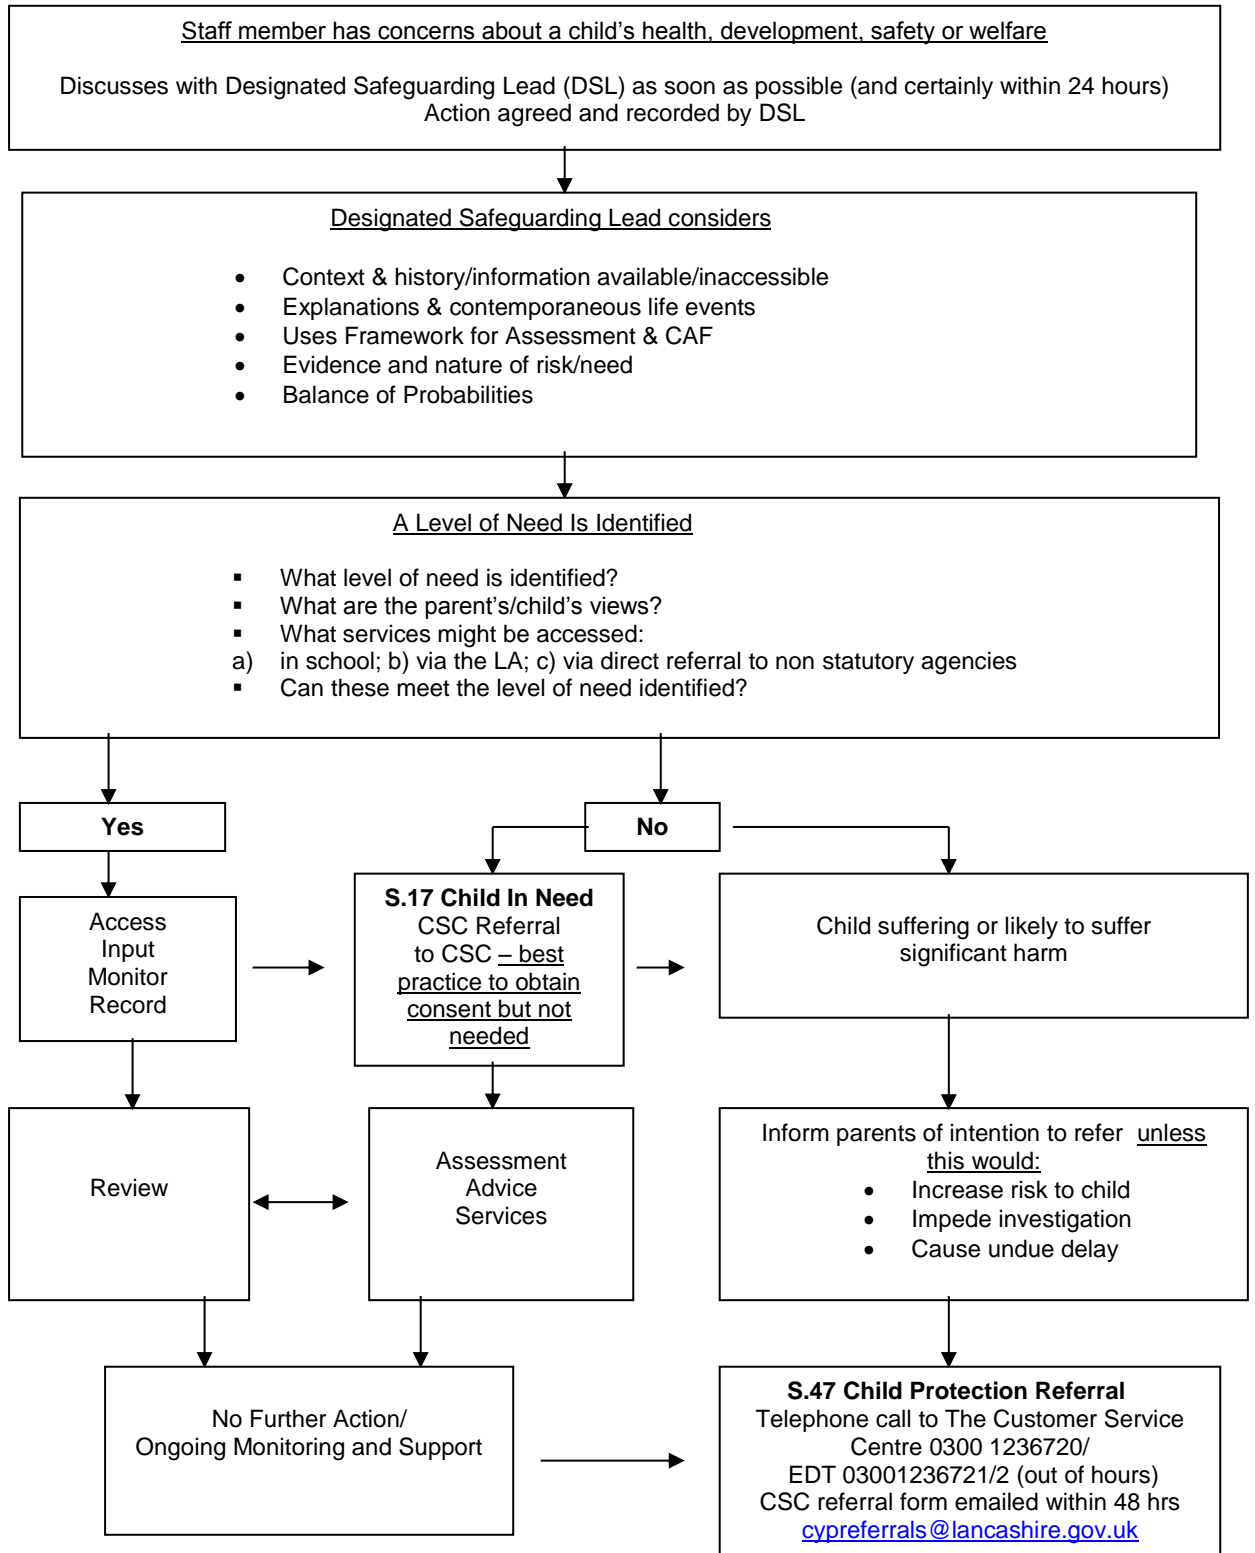 Staff member has concerns about a child's health, development, safety or welfare
Discusses with Designated Safeguarding Lead (DSL) as soon as possible (and certainly within 24 hours)
Action agreed and recorded by DSL
Designated Safeguarding Lead considers
• Context & history/information available/inaccessible
• Explanations & contemporaneous life events
• Uses Framework for Assessment & CAF
• Evidence and nature of risk/need
• Balance of Probabilities
A Level of Need Is Identified
▪ What level of need is identified?
▪ What are the parent's/child's views?
▪ What services might be accessed:
a) in school; b) via the LA; c) via direct referral to non statutory agencies
▪ Can these meet the level of need identified?
Yes
No
Access
Input
Monitor
Record
S.17 Child In Need
CSC Referral
to CSC – best
practice to obtain
consent but not
needed
Child suffering or likely to suffer
significant harm
Review
Assessment
Advice
Services
Inform parents of intention to refer unless
this would:
• Increase risk to child
• Impede investigation
• Cause undue delay
No Further Action/
Ongoing Monitoring and Support
S.47 Child Protection Referral
Telephone call to The Customer Service
Centre 0300 1236720/
EDT 03001236721/2 (out of hours)
CSC referral form emailed within 48 hrs
cypreferrals@lancashire.gov.uk